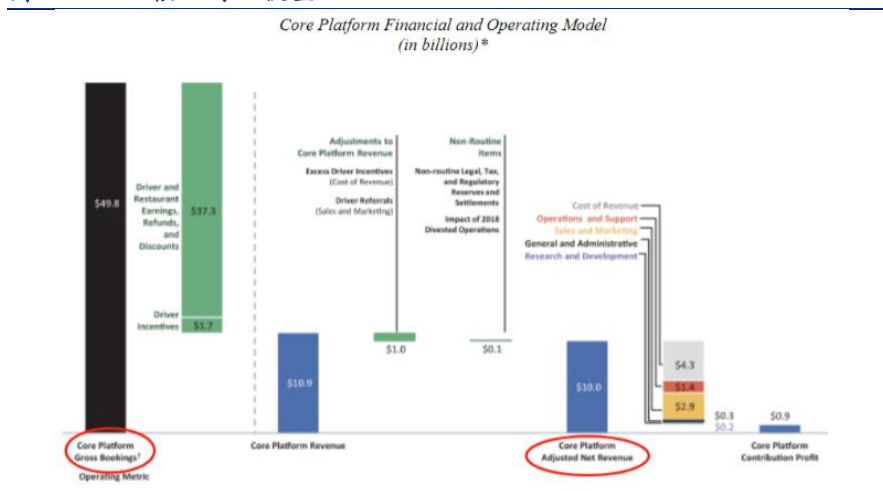 Core Platform Financial and Operating Model
(in billions)*
$49.8
Driver and
Restaurant
Earnings,
Refunds,
and
Discounts
$37.3
Driver
Incentives
$1.7
Adjustments to
Core Platform Revenue
Excess Driver Incentives
(Cost of Revenue)
Driver Referrals
(Sales and Marketing)
Non-Routine
Items
Non-routine Legal, Tax,
and Regulatory
Reserves and
Settlements
Impact of 2018
Divested Operations
Cost of Revenue
Operations and Support
Sales and Marketing
General and Administrative
Research and Development
$10.9
$1.0
$0.1
$10.0
$4.3
$1.4
$2.9
$0.3
$0.2
$0.9
Core Platform
Gross Bookings†
Operating Metric
Core Platform Revenue
Core Platform
Adjusted Net Revenue
Core Platform
Contribution Profit